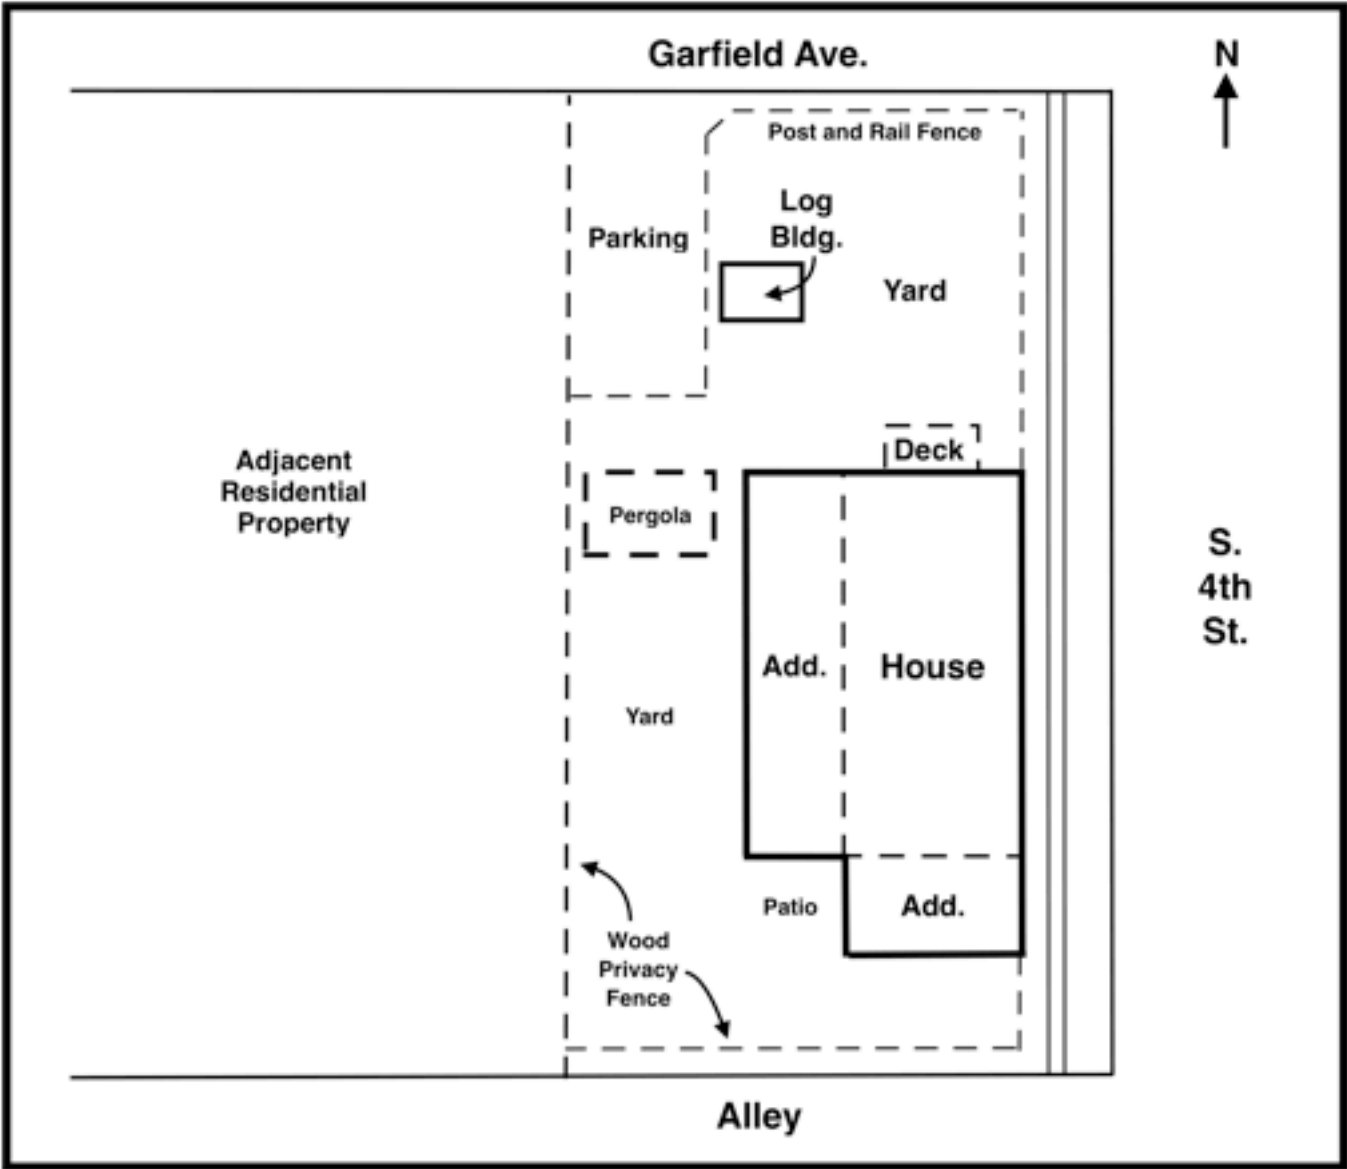 Garfield Ave.
N
Post and Rail Fence
Log
Bldg.
Parking
Yard
Deck
Adjacent
Residential
Property
Pergola
S.
4th
St.
Add.
House
Yard
Patio
Add.
Wood
Privacy
Fence
Alley